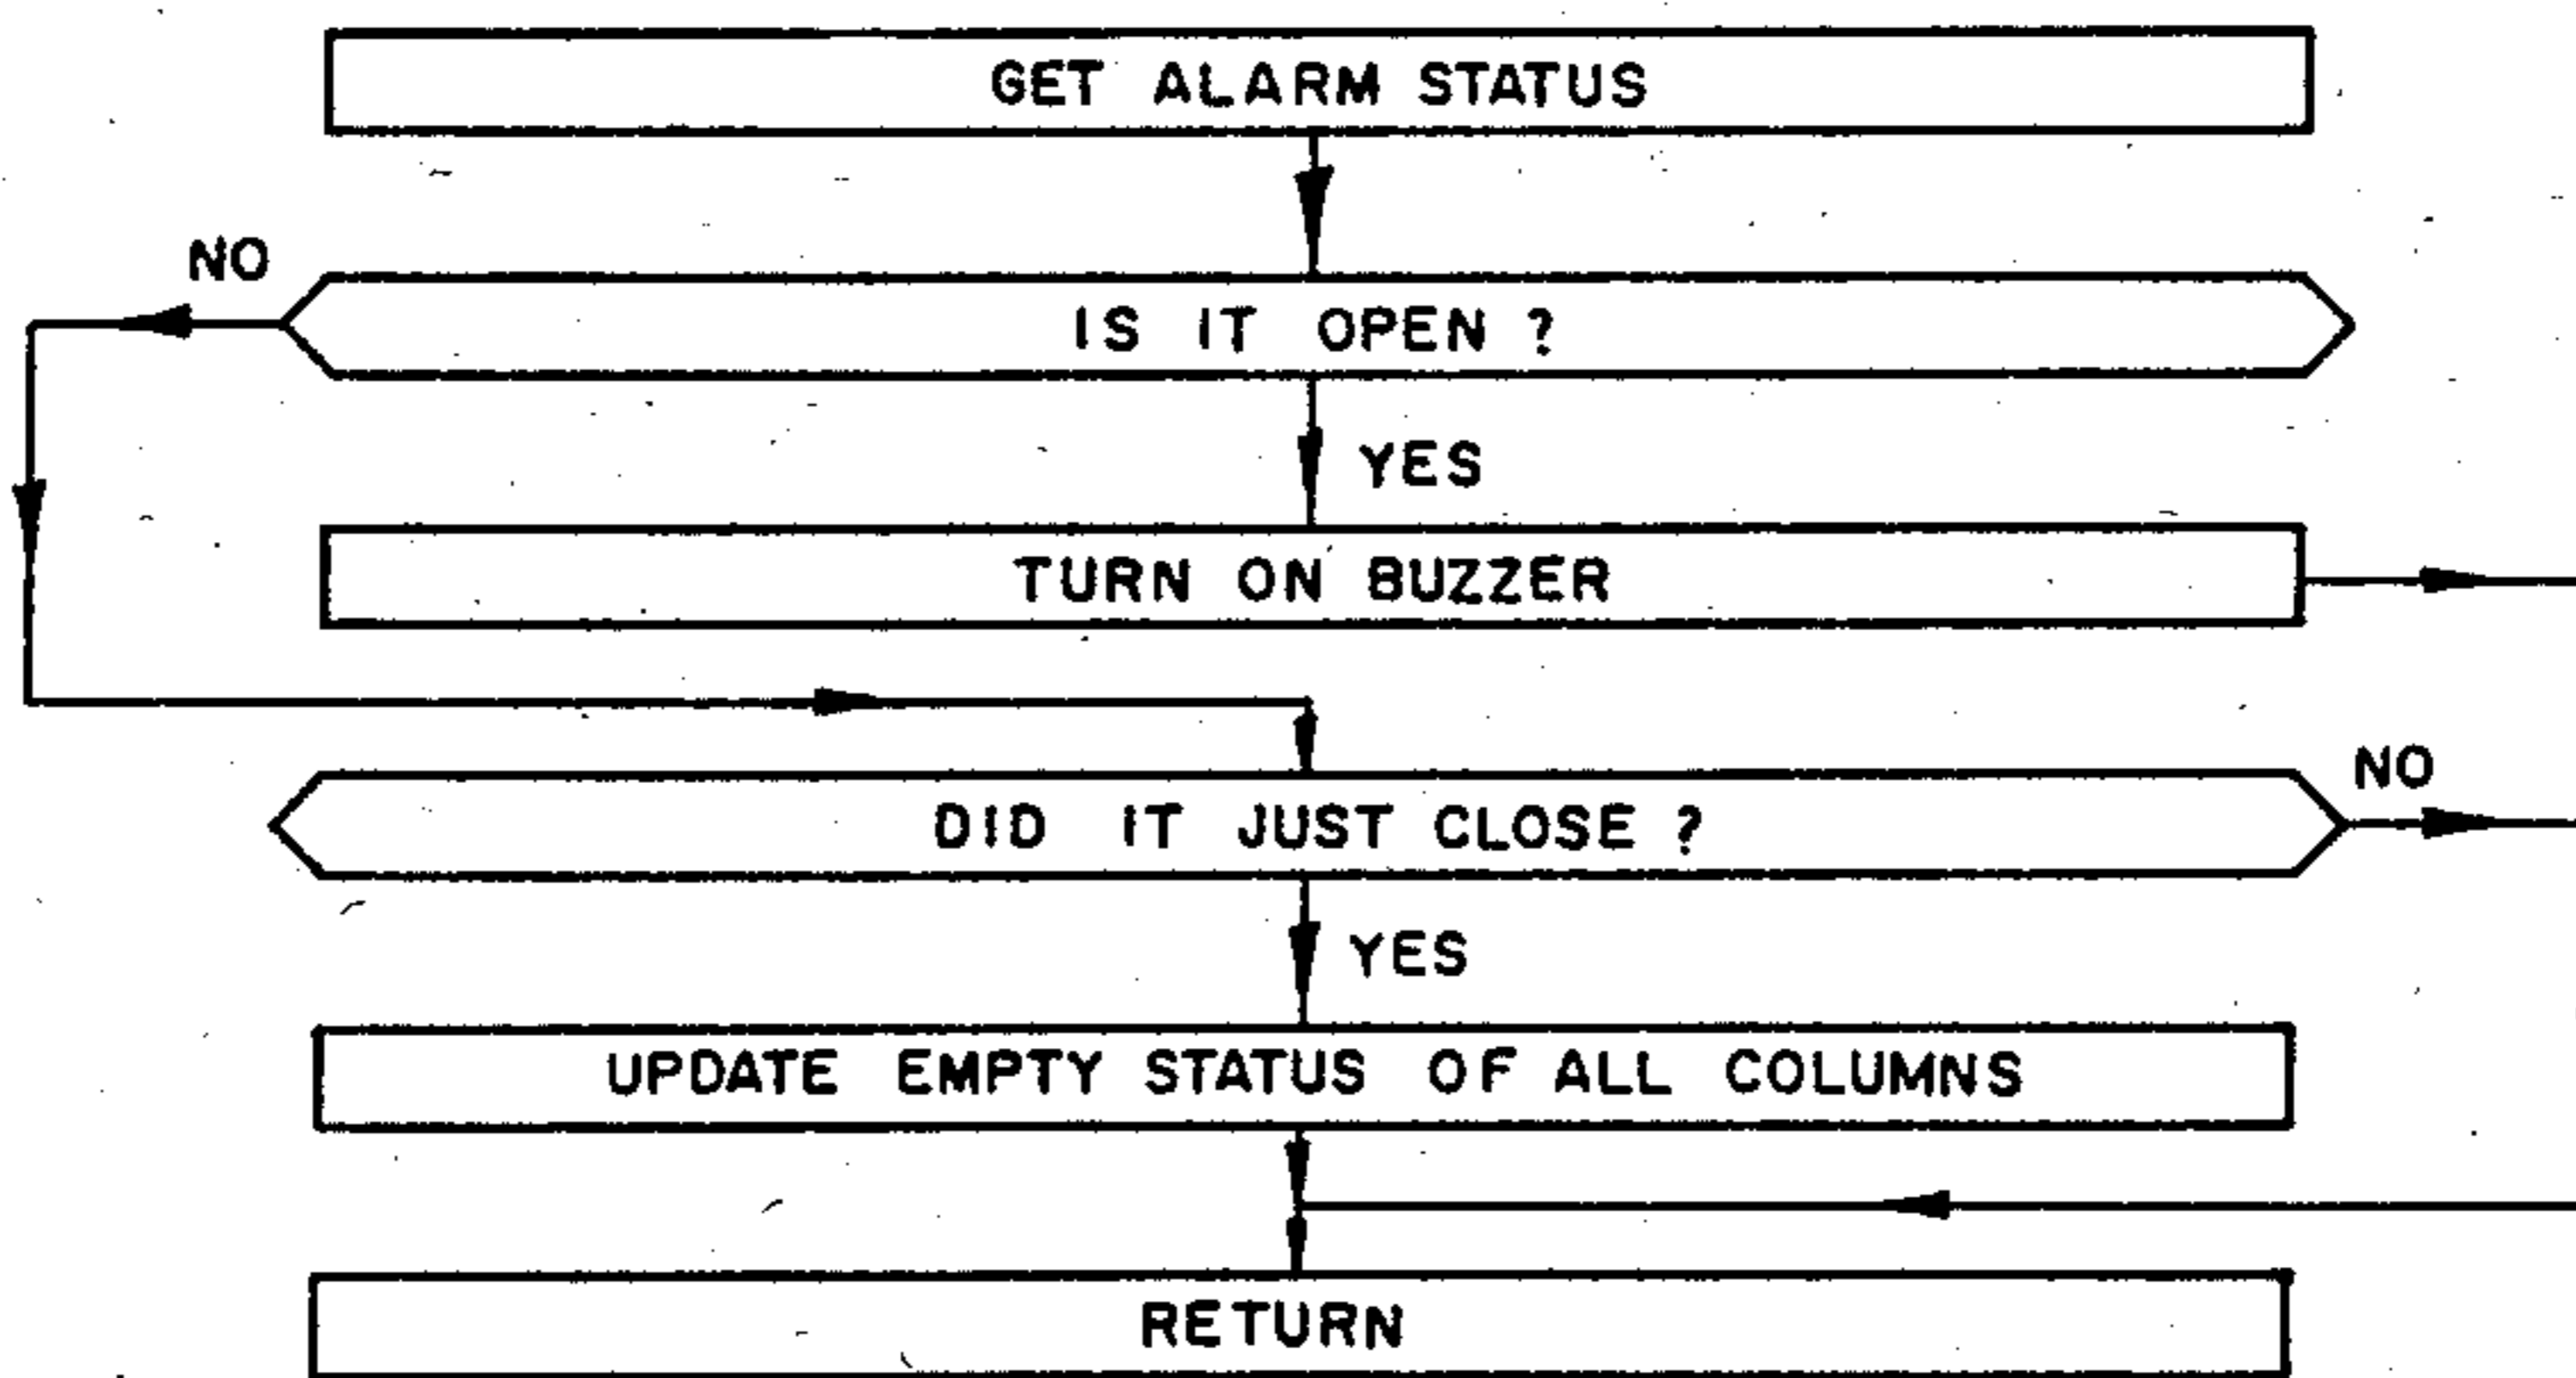 GET ALARM STATUS
NO
IS IT OPEN ?
YES
TURN ON BUZZER
DID IT JUST CLOSE ?
NO
YES
UPDATE EMPTY STATUS OF ALL COLUMNS
RETURN